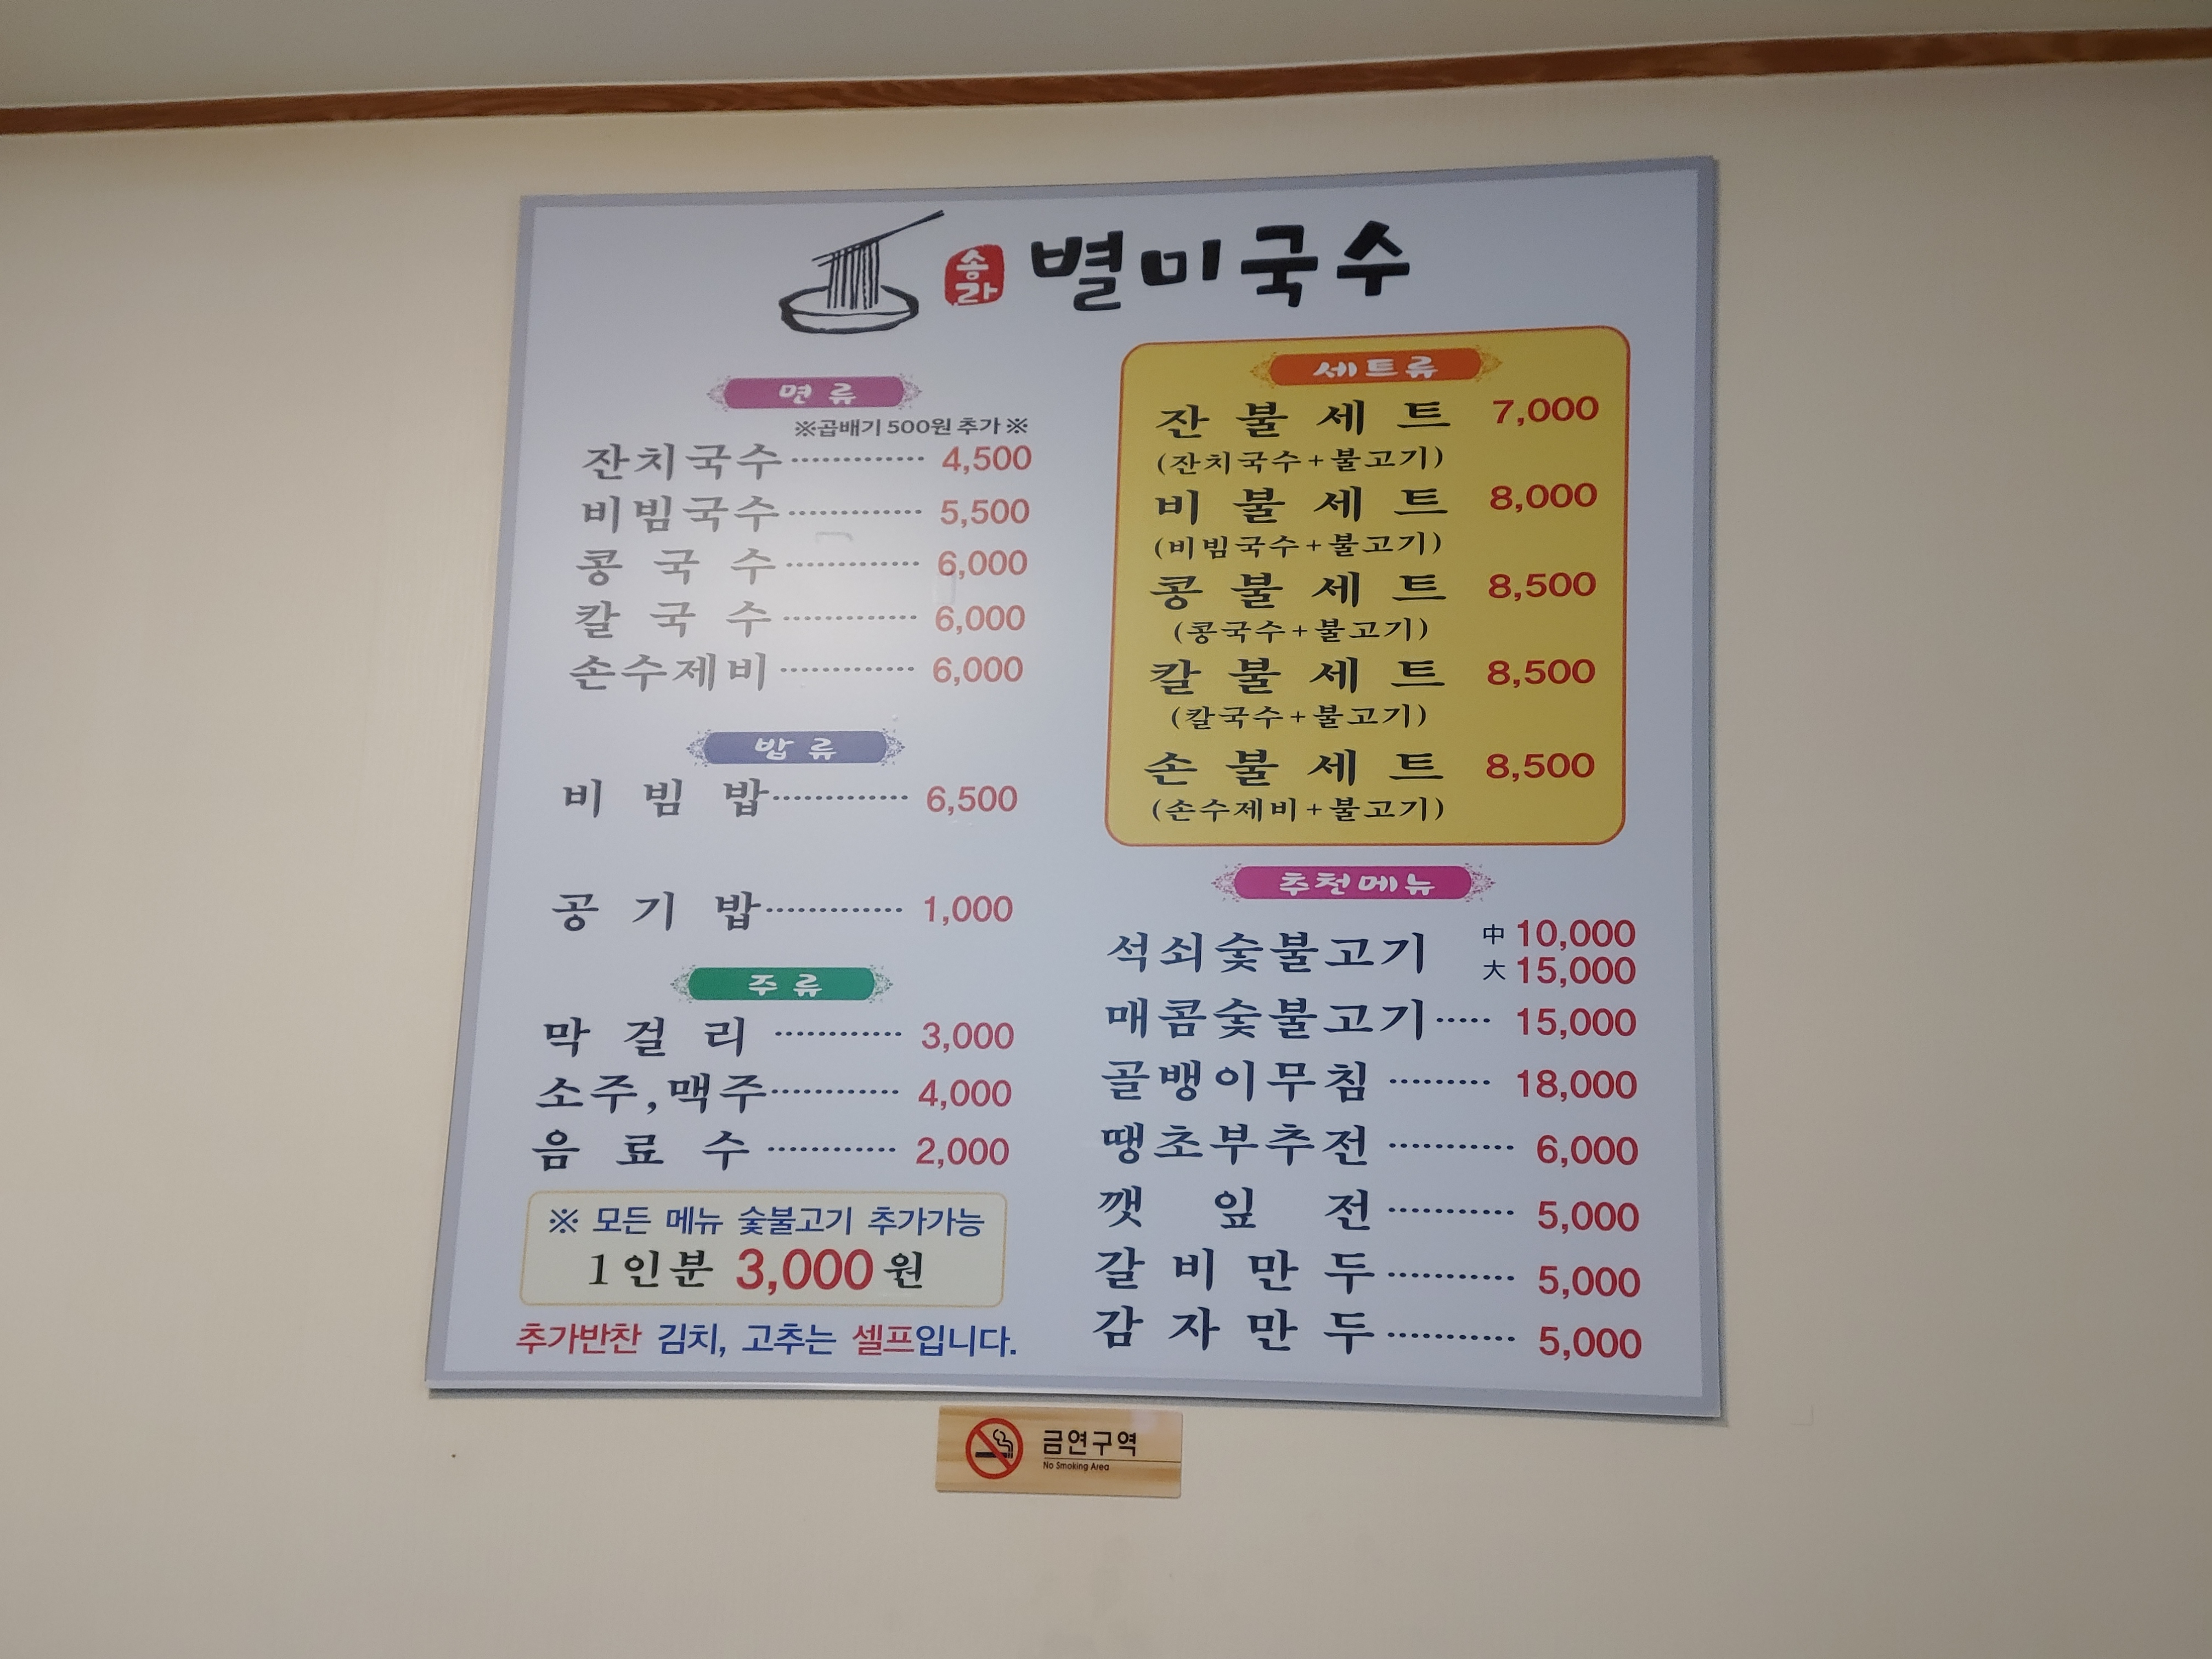 송라 별미국수
면류
※곱배기 500원 추가※
잔치국수 4,500
비빔국수 5,500
콩국수 6,000
칼국수 6,000
손수제비 6,000
밥류
비빔밥 6,500
공기밥 1,000
주류
막걸리 3,000
소주,맥주 4,000
음료수 2,000
※ 모든 메뉴 숯불고기 추가가능
1인분 3,000원
추가반찬 김치, 고추는 셀프입니다.
세트류
잔불세트 7,000
(잔치국수+불고기)
비불세트 8,000
(비빔국수+불고기)
콩불세트 8,500
(콩국수+불고기)
칼불세트 8,500
(칼국수+불고기)
손불세트 8,500
(손수제비+불고기)
추천메뉴
석쇠숯불고기 中 10,000
大 15,000
매콤숯불고기 15,000
골뱅이무침 18,000
땡초부추전 6,000
깻잎전 5,000
갈비만두 5,000
감자만두 5,000
금연구역
No Smoking Area